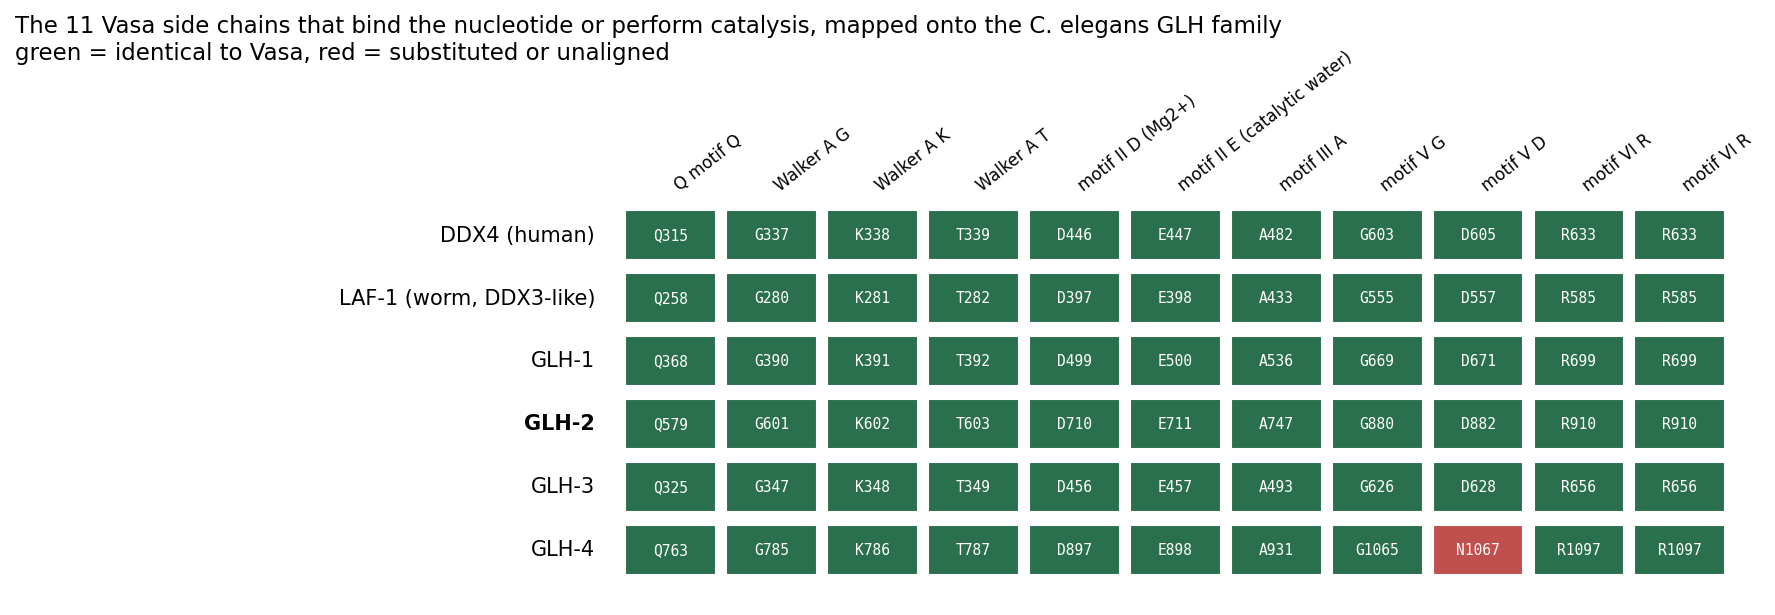 The 11 Vasa side chains that bind the nucleotide or perform catalysis, mapped onto the C. elegans GLH family
green = identical to Vasa, red = substituted or unaligned
Q motif Q
Walker A G
Walker A K
Walker A T
motif II D (Mg2+)
motif II E (catalytic water)
motif III A
motif V G
motif V D
motif VI R
motif VI R
DDX4 (human) Q315 G337 K338 T339 D446 E447 A482 G603 D605 R633 R633
LAF-1 (worm, DDX3-like) Q258 G280 K281 T282 D397 E398 A433 G555 D557 R585 R585
GLH-1 Q368 G390 K391 T392 D499 E500 A536 G669 D671 R699 R699
GLH-2 Q579 G601 K602 T603 D710 E711 A747 G880 D882 R910 R910
GLH-3 Q325 G347 K348 T349 D456 E457 A493 G626 D628 R656 R656
GLH-4 Q763 G785 K786 T787 D897 E898 A931 G1065 N1067 R1097 R1097